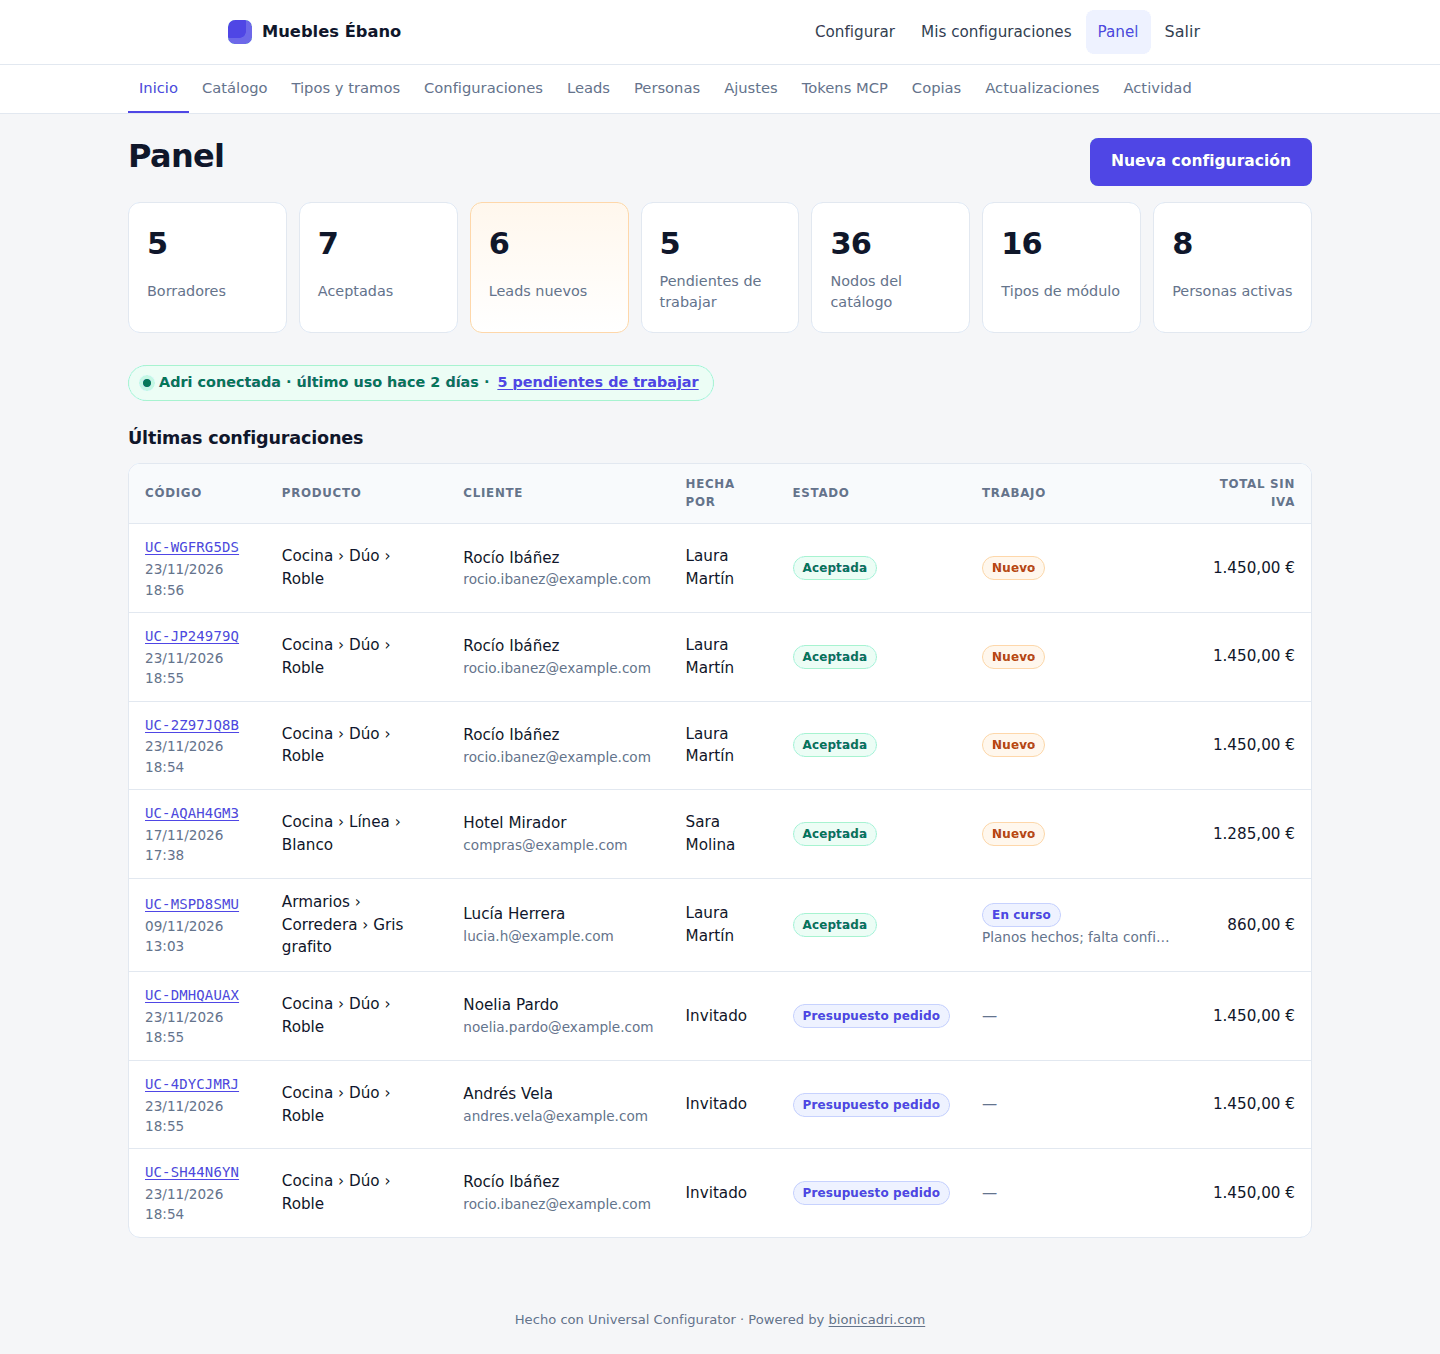 Muebles Ébano
Configurar Mis configuraciones Panel Salir
Inicio Catálogo Tipos y tramos Configuraciones Leads Personas Ajustes Tokens MCP Copias Actualizaciones Actividad
Panel
Nueva configuración
5
Borradores
7
Aceptadas
6
Leads nuevos
5
Pendientes de
trabajar
36
Nodos del
catálogo
16
Tipos de módulo
8
Personas activas
Adri conectada · último uso hace 2 días · 5 pendientes de trabajar
Últimas configuraciones
CÓDIGO PRODUCTO CLIENTE HECHA POR ESTADO TRABAJO TOTAL SIN IVA
UC-WGFRG5DS
23/11/2026
18:56
Cocina › Dúo ›
Roble
Rocío Ibáñez
rocio.ibanez@example.com
Laura
Martín
Aceptada
Nuevo
1.450,00 €
UC-JP24979Q
23/11/2026
18:55
Cocina › Dúo ›
Roble
Rocío Ibáñez
rocio.ibanez@example.com
Laura
Martín
Aceptada
Nuevo
1.450,00 €
UC-2Z97JQ8B
23/11/2026
18:54
Cocina › Dúo ›
Roble
Rocío Ibáñez
rocio.ibanez@example.com
Laura
Martín
Aceptada
Nuevo
1.450,00 €
UC-AQAH4GM3
17/11/2026
17:38
Cocina › Línea ›
Blanco
Hotel Mirador
compras@example.com
Sara
Molina
Aceptada
Nuevo
1.285,00 €
UC-MSPD8SMU
09/11/2026
13:03
Armarios ›
Corredera › Gris
grafito
Lucía Herrera
lucia.h@example.com
Laura
Martín
Aceptada
En curso
Planos hechos; falta confi…
860,00 €
UC-DMHQAUAX
23/11/2026
18:55
Cocina › Dúo ›
Roble
Noelia Pardo
noelia.pardo@example.com
Invitado
Presupuesto pedido
—
1.450,00 €
UC-4DYCJMRJ
23/11/2026
18:55
Cocina › Dúo ›
Roble
Andrés Vela
andres.vela@example.com
Invitado
Presupuesto pedido
—
1.450,00 €
UC-SH44N6YN
23/11/2026
18:54
Cocina › Dúo ›
Roble
Rocío Ibáñez
rocio.ibanez@example.com
Invitado
Presupuesto pedido
—
1.450,00 €
Hecho con Universal Configurator · Powered by bionicadri.com